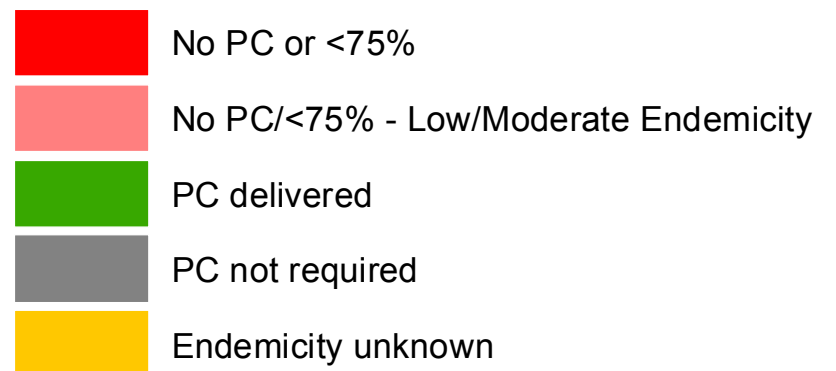 No PC or <75%
No PC/<75% - Low/Moderate Endemicity
PC delivered
PC not required
Endemicity unknown